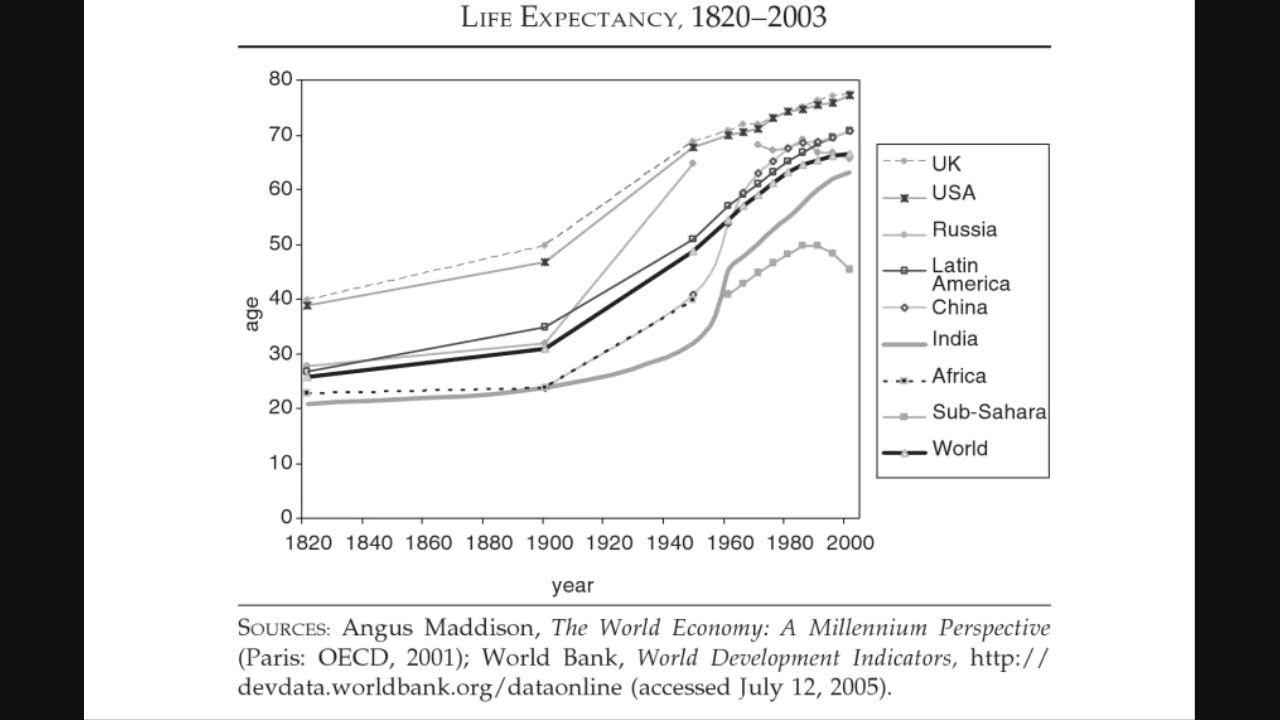 LIFE EXPECTANCY, 1820–2003
80
70
60
50
40
30
20
10
0
age
1820 1840 1860 1880 1900 1920 1940 1960 1980 2000
year
UK
USA
Russia
Latin
America
China
India
Africa
Sub-Sahara
World
SOURCES: Angus Maddison, The World Economy: A Millennium Perspective
(Paris: OECD, 2001); World Bank, World Development Indicators, http://
devdata.worldbank.org/dataonline (accessed July 12, 2005).